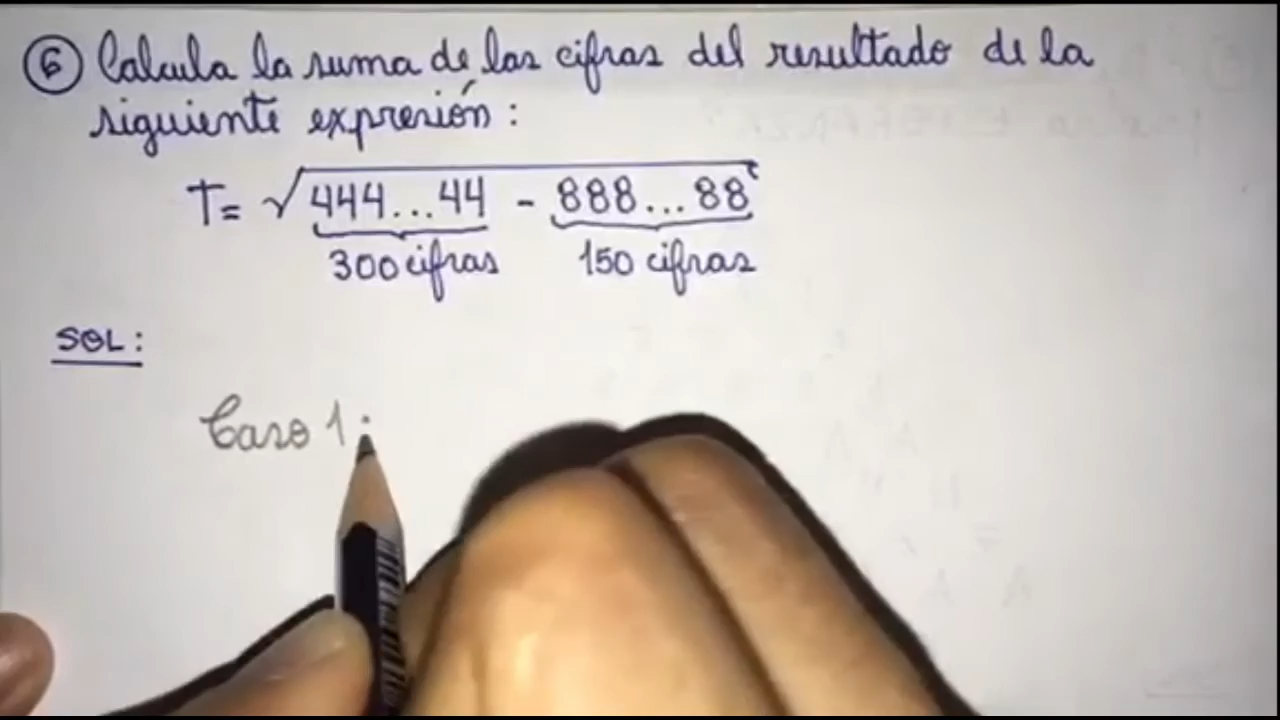 6 Calcula la suma de las cifras del resultado de la
siguiente expresión:
T= √444...44 - 888...88
300 cifras 150 cifras
SOL:
Caso 1: